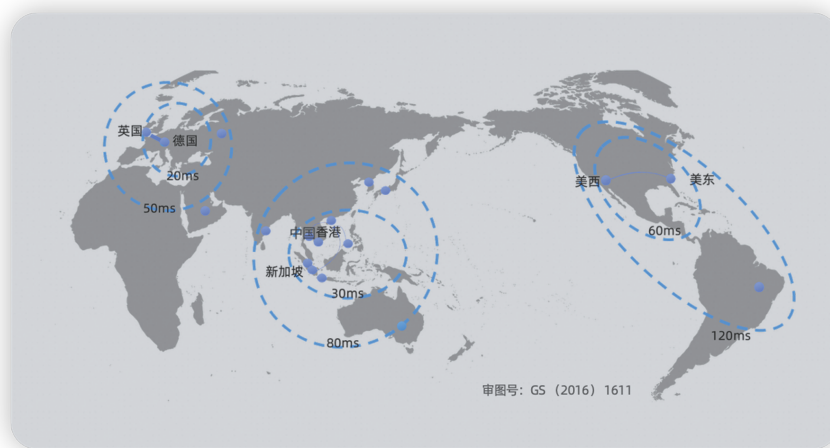 英国
德国
20ms
50ms
中国香港
新加坡
30ms
80ms
美西
美东
60ms
120ms
审图号：GS（2016）1611